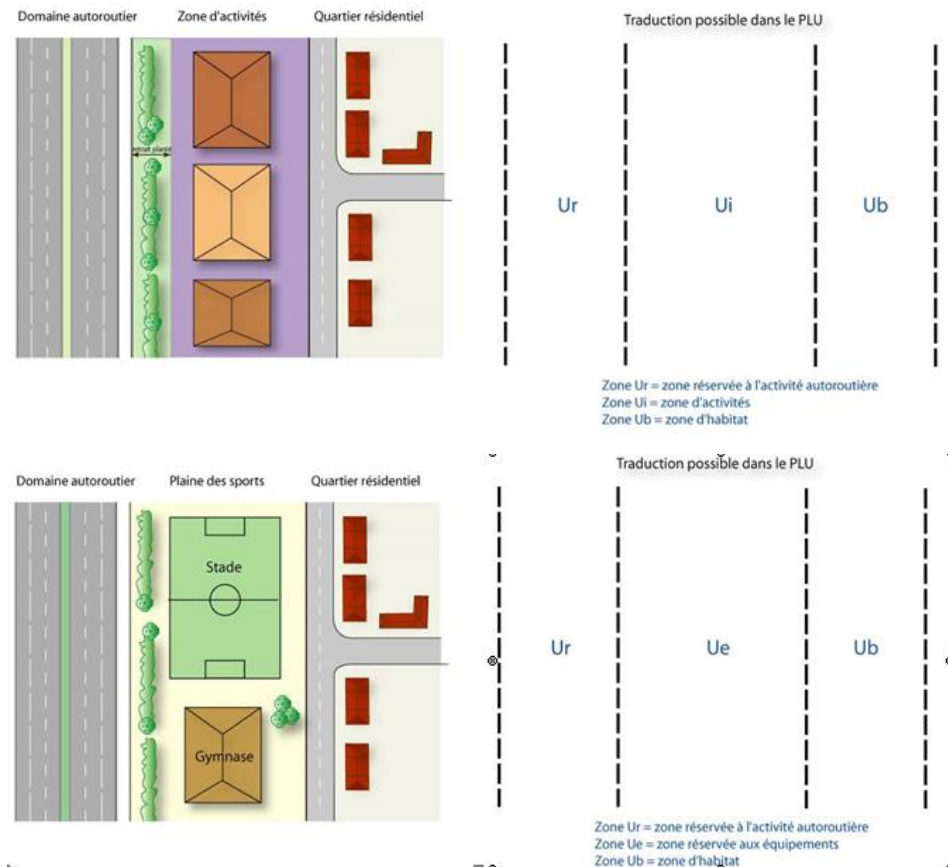 Domaine autoroutier
Zone d'activités
Quartier résidentiel
retrait planté
Traduction possible dans le PLU
Ur
Ui
Ub
Zone Ur = zone réservée à l'activité autoroutière
Zone Ui = zone d'activités
Zone Ub = zone d'habitat
Domaine autoroutier
Plaine des sports
Quartier résidentiel
Stade
Gymnase
Traduction possible dans le PLU
Ur
Ue
Ub
Zone Ur = zone réservée à l'activité autoroutière
Zone Ue = zone réservée aux équipements
Zone Ub = zone d'habitat